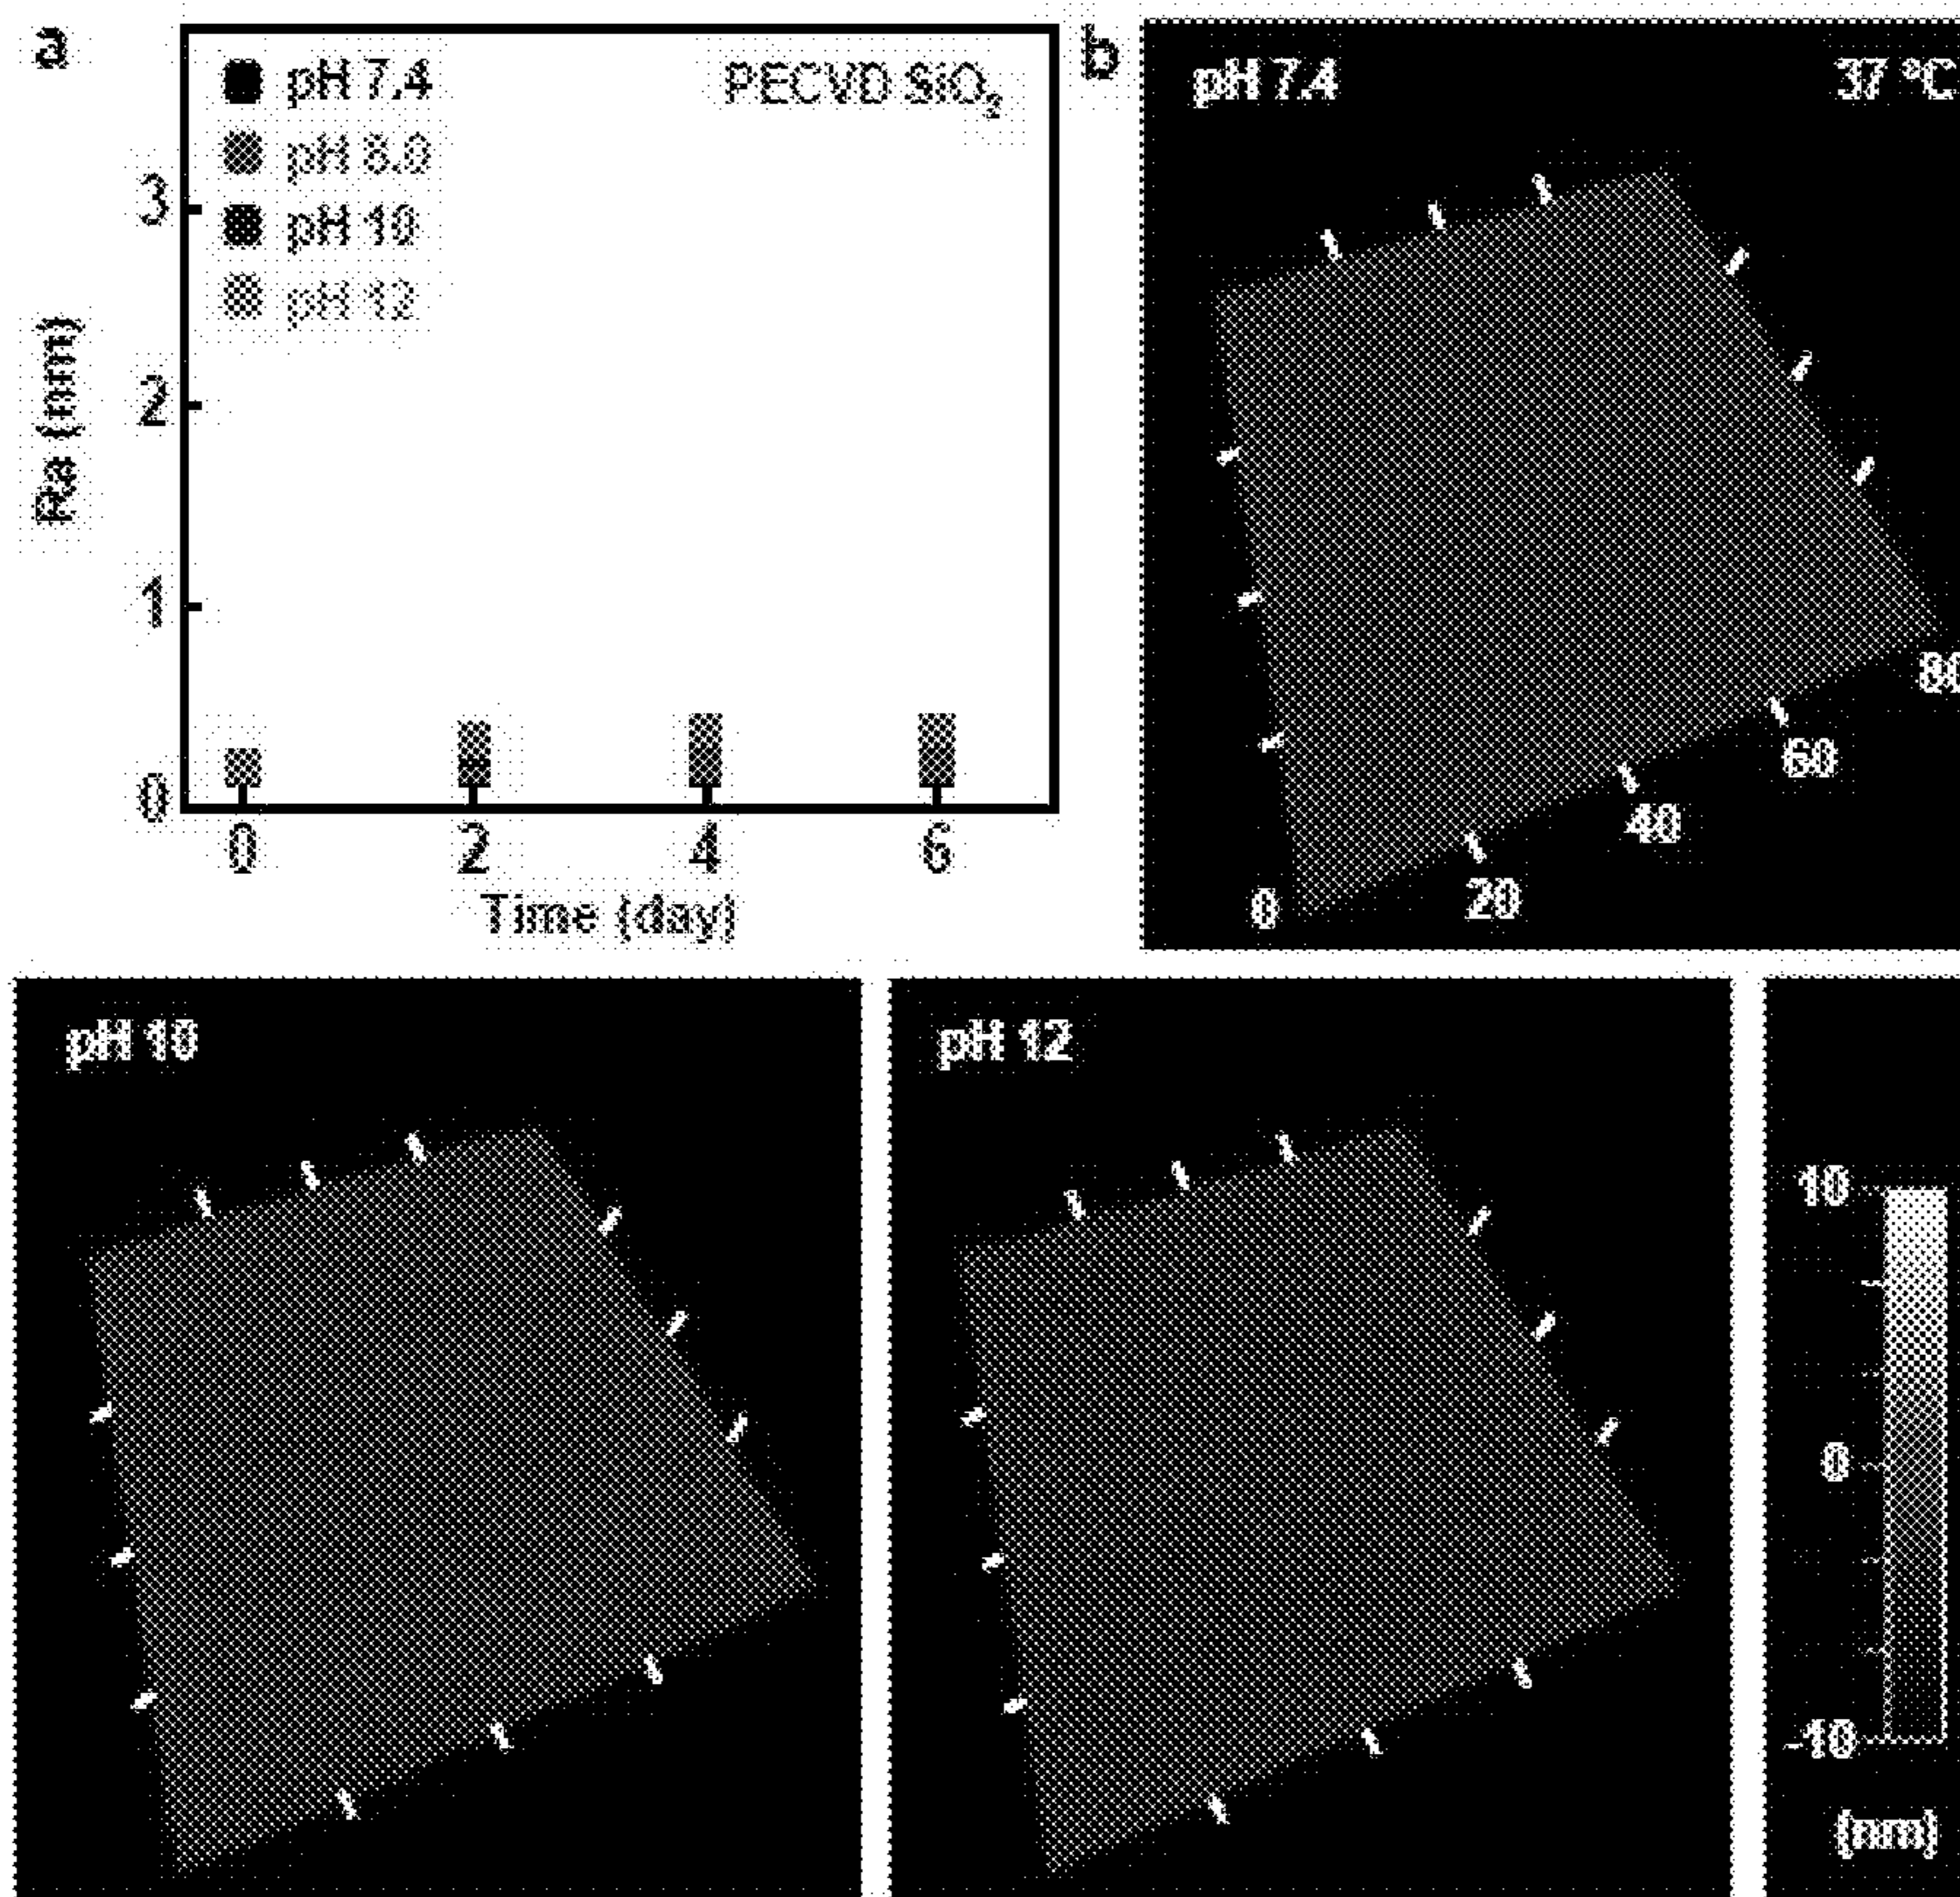 a
pH 7.4
PECVD SiO₂
pH 8.0
pH 10
pH 12
3
2
1
0
Ra (nm)
0 2 4 6
Time (day)
b
pH 7.4
37 °C
0
20
40
60
80
pH 10
pH 12
10
0
-10
(nm)